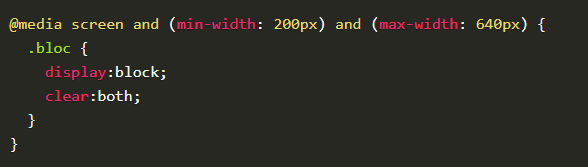 @media screen and (min-width: 200px) and (max-width: 640px) {
  .bloc {
    display:block;
    clear:both;
  }
}